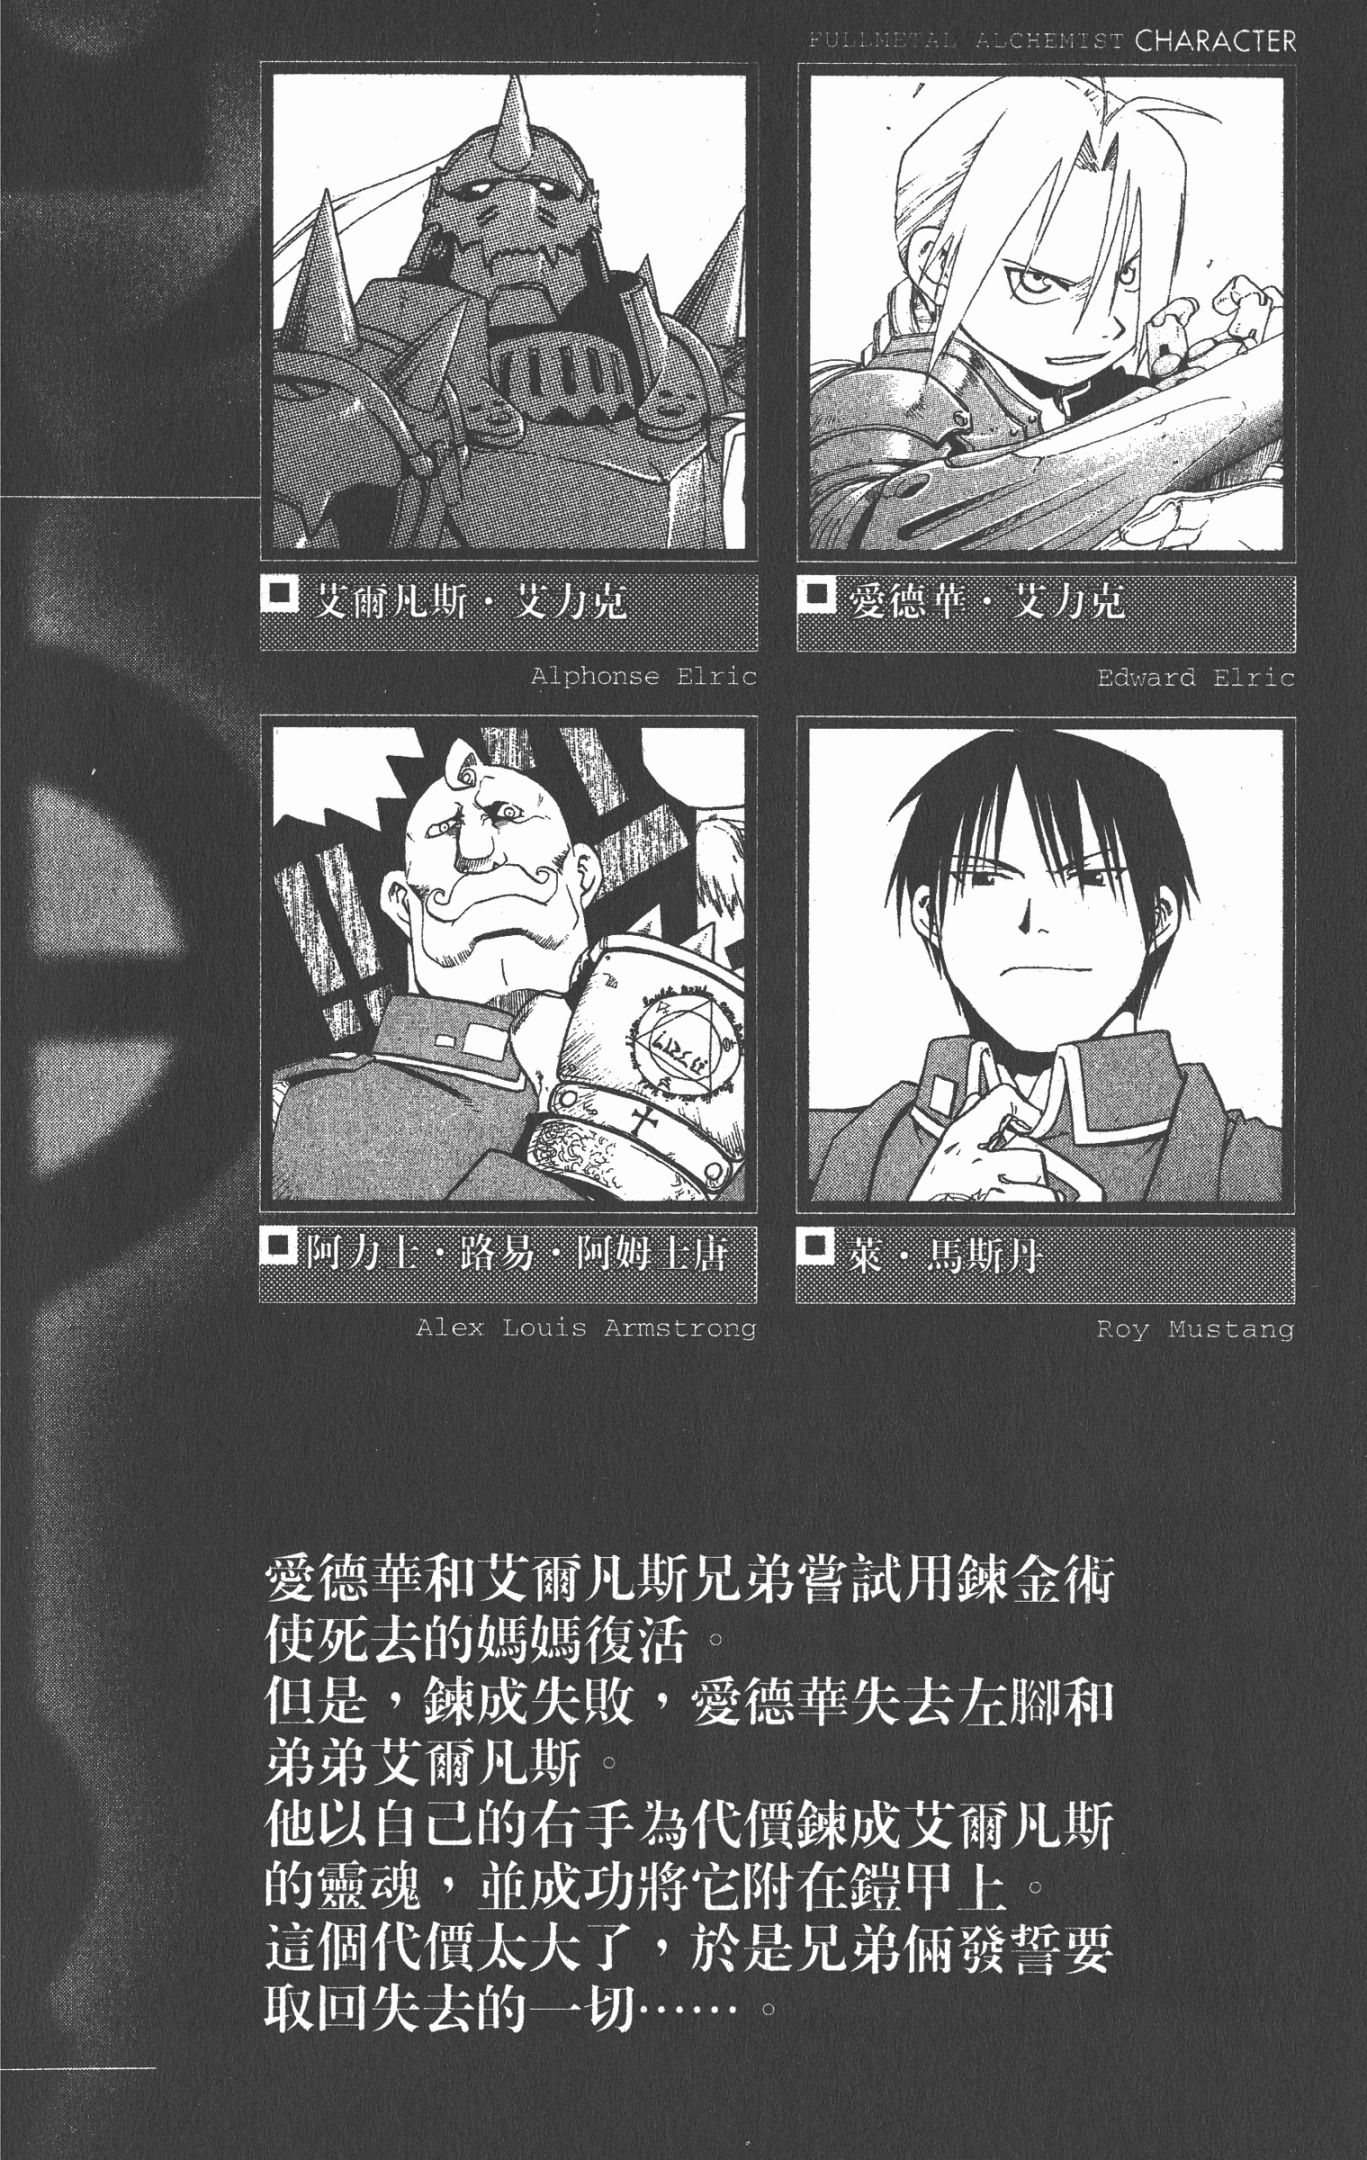 FULLMETAL ALCHEMIST CHARACTER
艾爾凡斯・艾力克
Alphonse Elric
愛德華・艾力克
Edward Elric
阿力士・路易・阿姆士唐
Alex Louis Armstrong
萊・馬斯丹
Roy Mustang
愛德華和艾爾凡斯兄弟嘗試用鍊金術
使死去的媽媽復活。
但是，鍊成失敗，愛德華失去左腳和
弟弟艾爾凡斯。
他以自己的右手為代價鍊成艾爾凡斯
的靈魂，並成功將它附在鎧甲上。
這個代價太大了，於是兄弟倆發誓要
取回失去的一切……。